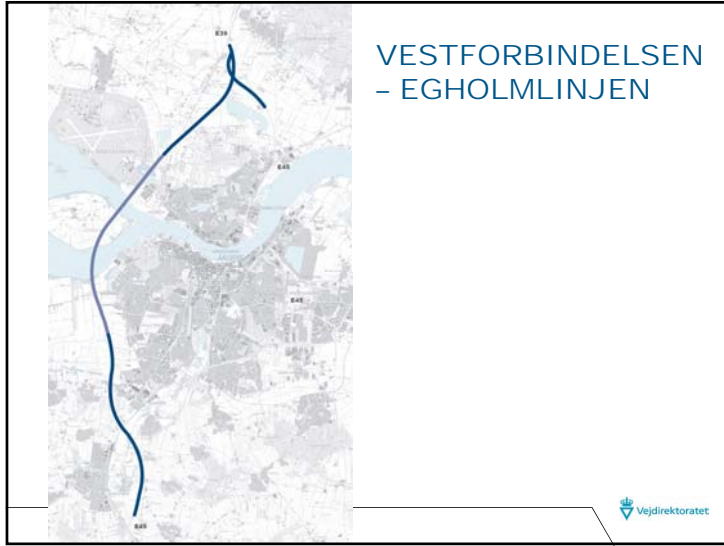 VESTFORBINDELSEN
– EGHOLMLINJEN
E39
E45
E45
E45
Vejdirektoratet